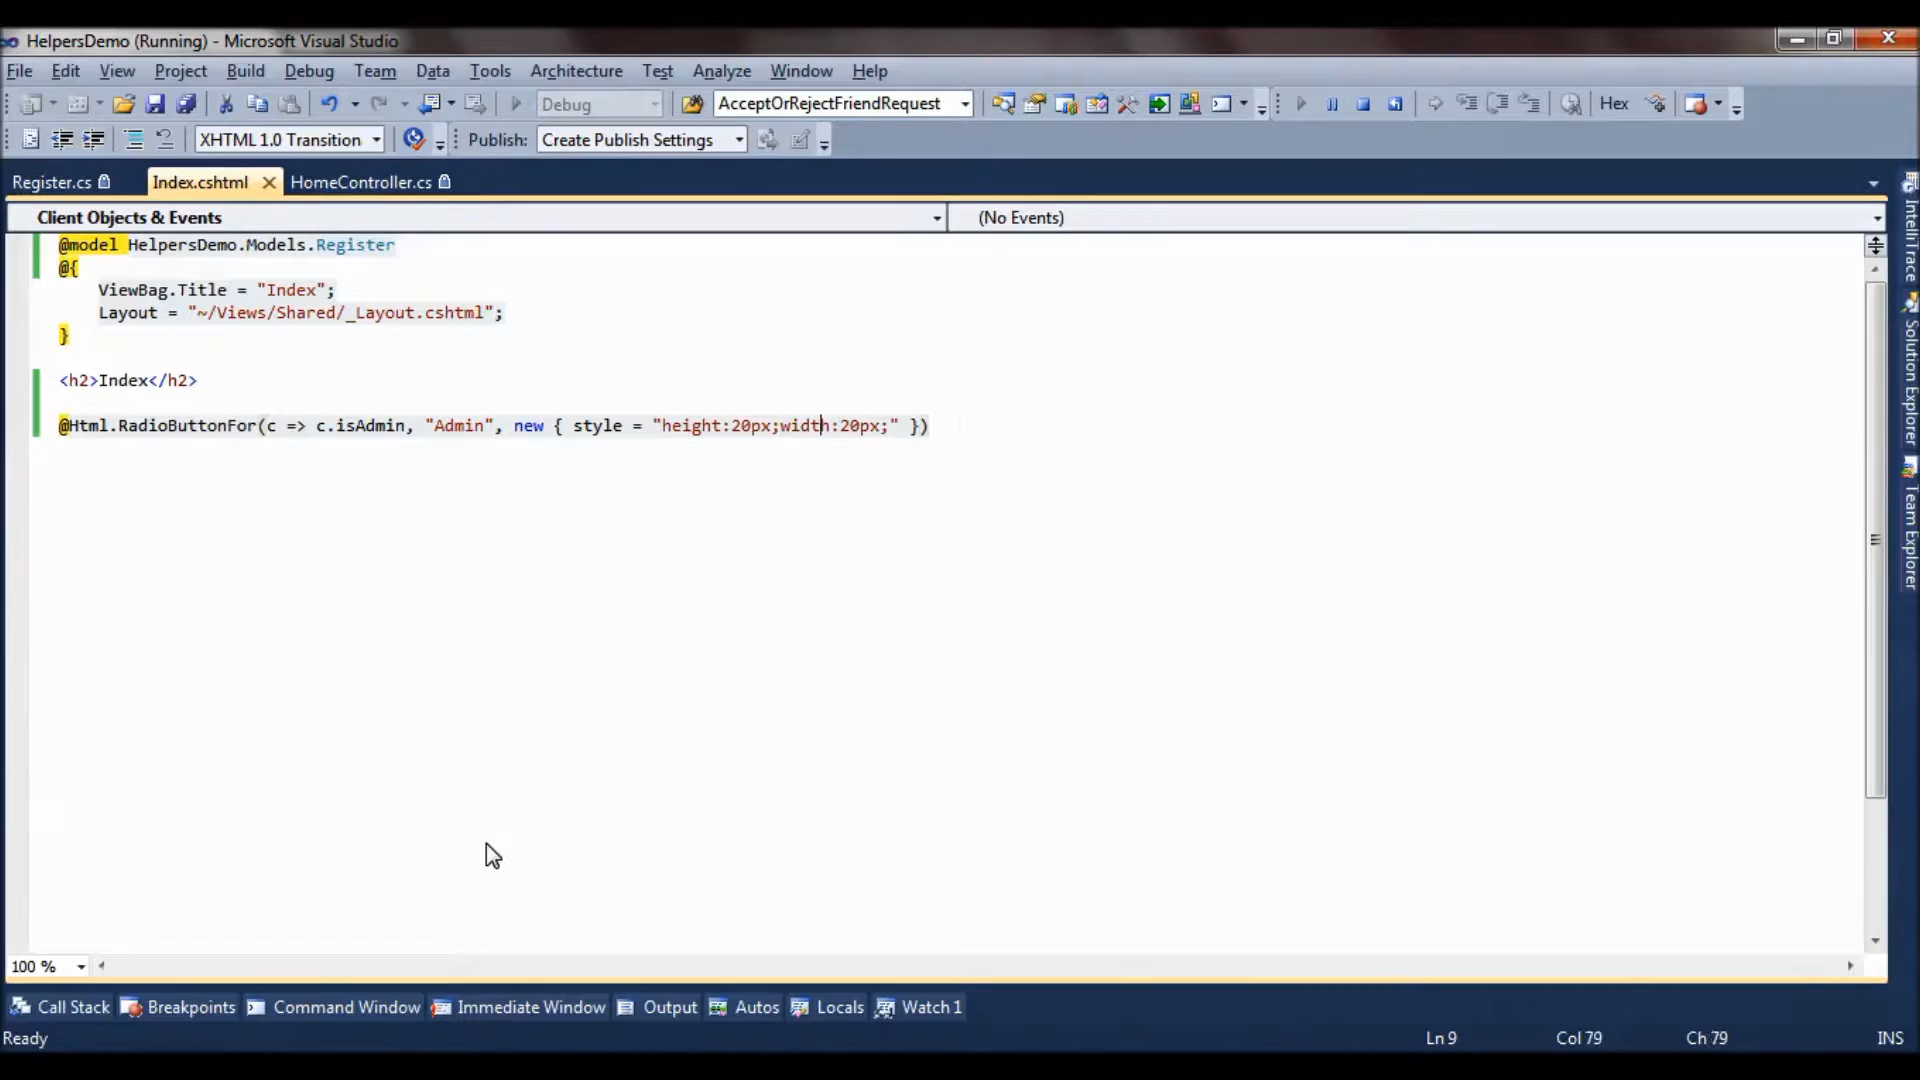 HelpersDemo (Running) - Microsoft Visual Studio
File Edit View Project Build Debug Team Data Tools Architecture Test Analyze Window Help
Debug AcceptOrRejectFriendRequest Hex
XHTML 1.0 Transition Publish: Create Publish Settings
Register.cs Index.cshtml HomeController.cs
Client Objects & Events (No Events)
@model HelpersDemo.Models.Register
@{
ViewBag.Title = "Index";
Layout = "~/Views/Shared/_Layout.cshtml";
}
<h2>Index</h2>
@Html.RadioButtonFor(c => c.isAdmin, "Admin", new { style = "height:20px;width:20px;" })
IntelliTrace
Solution Explorer
Team Explorer
100 %
Call Stack Breakpoints Command Window Immediate Window Output Autos Locals Watch 1
Ready Ln 9 Col 79 Ch 79 INS